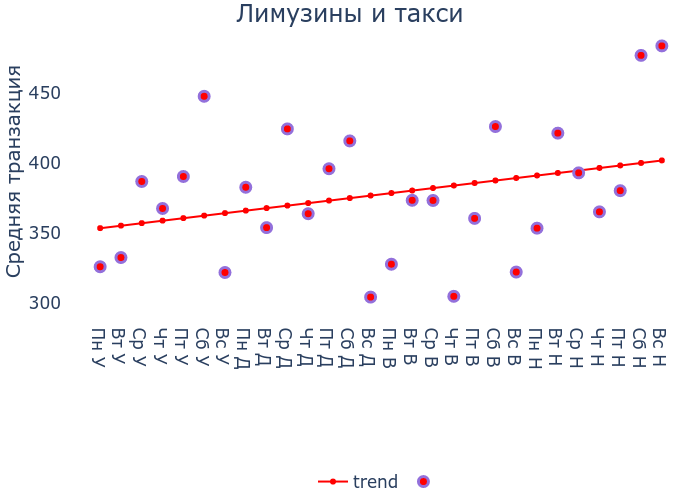 Лимузины и такси
Средняя транзакция
450
400
350
300
Пн У
Вт У
Ср У
Чт У
Пт У
Сб У
Вс У
Пн Д
Вт Д
Ср Д
Чт Д
Пт Д
Сб Д
Вс Д
Пн В
Вт В
Ср В
Чт В
Пт В
Сб В
Вс В
Пн Н
Вт Н
Ср Н
Чт Н
Пт Н
Сб Н
Вс Н
trend